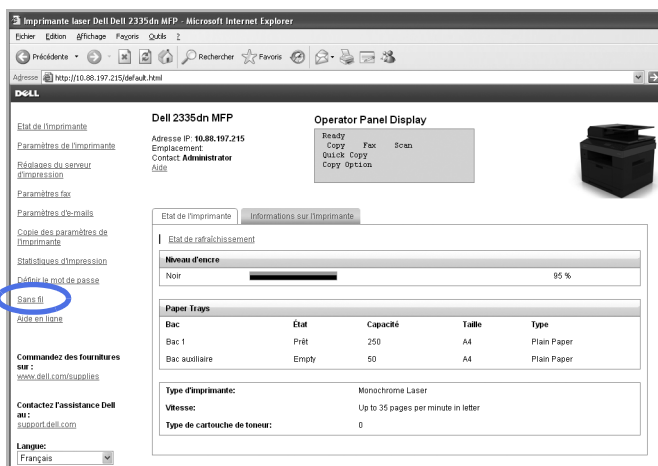 Imprimante laser Dell Dell 2335dn MFP - Microsoft Internet Explorer
Fichier Edition Affichage Favoris Outils ?
Précédente Rechercher Favoris
Adresse http://10.88.197.215/default.html
DELL
Etat de l'imprimante
Paramètres de l'imprimante
Réglages du serveur
d'impression
Paramètres fax
Paramètres d'e-mails
Copie des paramètres de
l'imprimante
Statistiques d'impression
Définir le mot de passe
Sans fil
Aide en ligne
Commandez des fournitures
sur :
www.dell.com/supplies
Contactez l'assistance Dell
au :
support.dell.com
Langue:
Français
Dell 2335dn MFP
Adresse IP: 10.88.197.215
Emplacement:
Contact: Administrator
Aide
Operator Panel Display
Ready
Copy Fax Scan
Quick Copy
Copy Option
Etat de l'imprimante Informations sur l'imprimante
Etat de rafraîchissement
Niveau d'encre
Noir 95 %
Paper Trays
Bac État Capacité Taille Type
Bac 1 Prêt 250 A4 Plain Paper
Bac auxiliaire Empty 50 A4 Plain Paper
Type d'imprimante: Monochrome Laser
Vitesse: Up to 35 pages per minute in letter
Type de cartouche de toneur: 0